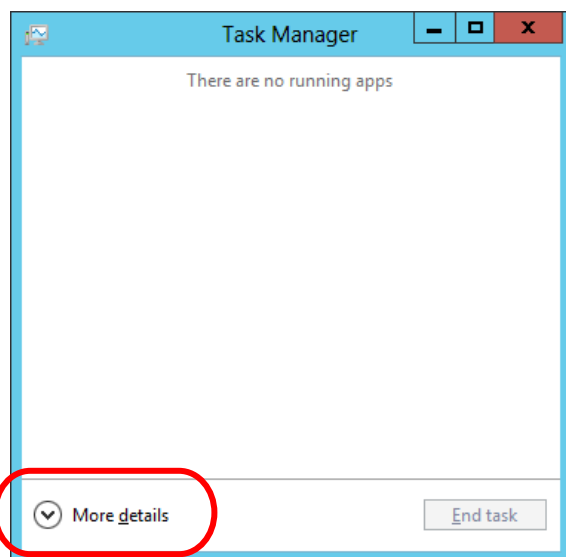 Task Manager
There are no running apps
More details
End task